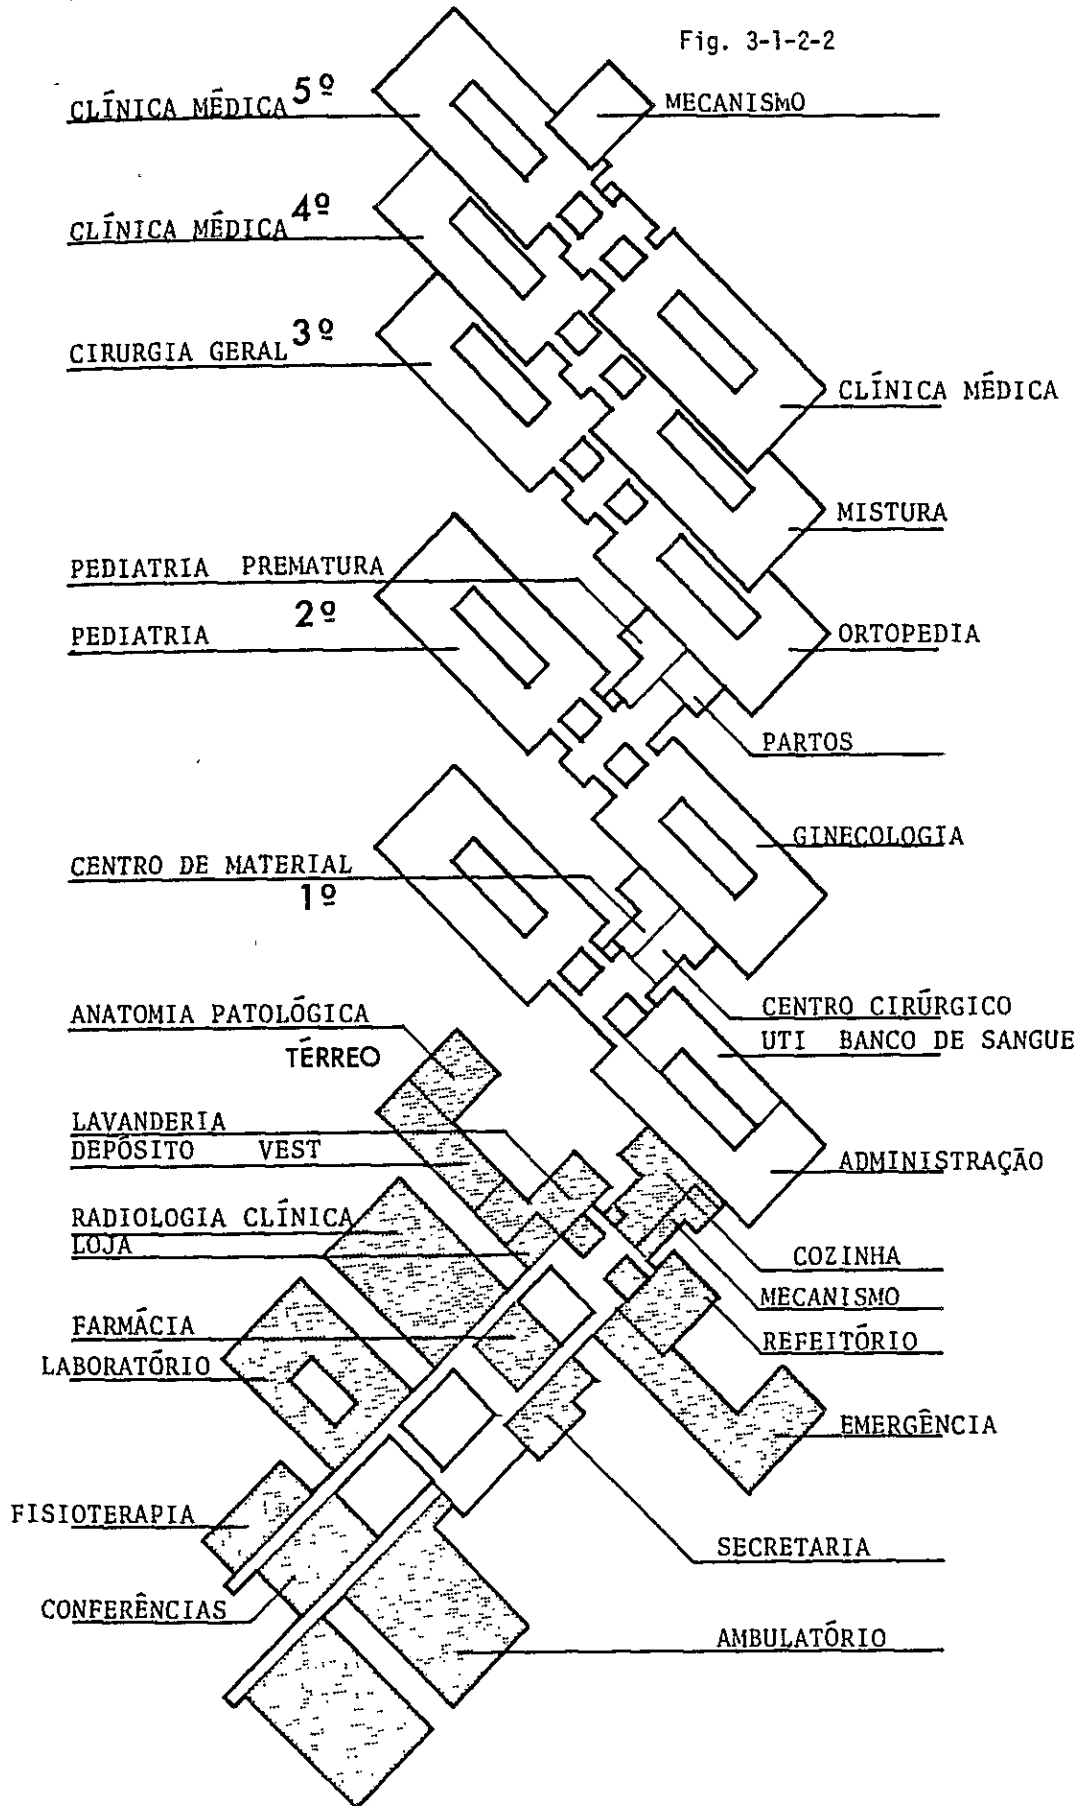 Fig. 3-1-2-2
CLÍNICA MÉDICA 5º
MECANISMO
CLÍNICA MÉDICA 4º
CIRURGIA GERAL 3º
CLÍNICA MÉDICA
MISTURA
PEDIATRIA PREMATURA
2º
PEDIATRIA
ORTOPEDIA
PARTOS
GINECOLOGIA
CENTRO DE MATERIAL
1º
CENTRO CIRÚRGICO
ANATOMIA PATOLÓGICA
UTI BANCO DE SANGUE
TÉRREO
LAVANDERIA
DEPÓSITO VEST
ADMINISTRAÇÃO
RADIOLOGIA CLÍNICA
LOJA
COZINHA
MECANISMO
FARMÁCIA
REFEITÓRIO
LABORATÓRIO
EMERGÊNCIA
FISIOTERAPIA
SECRETARIA
CONFERÊNCIAS
AMBULATÓRIO